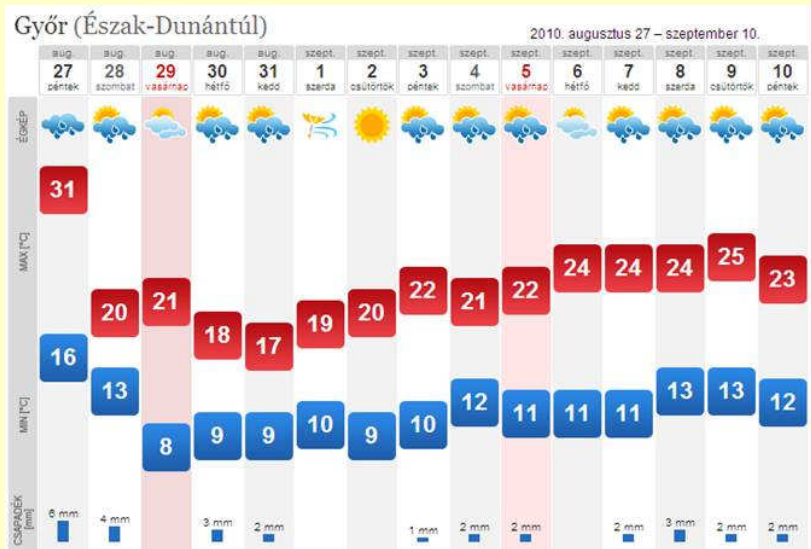 Győr (Észak-Dunántúl)
2010. augusztus 27 – szeptember 10.
aug. aug. aug. aug. aug. szept. szept. szept. szept. szept. szept. szept. szept. szept. szept.
27 28 29 30 31 1 2 3 4 5 6 7 8 9 10
péntek szombat vasárnap hétfő kedd szerda csütörtök péntek szombat vasárnap hétfő kedd szerda csütörtök péntek
ÉGKÉP
MAX [°C]
31 20 21 18 17 19 20 22 21 22 24 24 24 25 23
MIN [°C]
16 13 8 9 9 10 9 10 12 11 11 11 13 13 12
CSAPADÉK
[mm]
6 mm 4 mm 3 mm 2 mm 1 mm 2 mm 2 mm 2 mm 3 mm 2 mm 2 mm